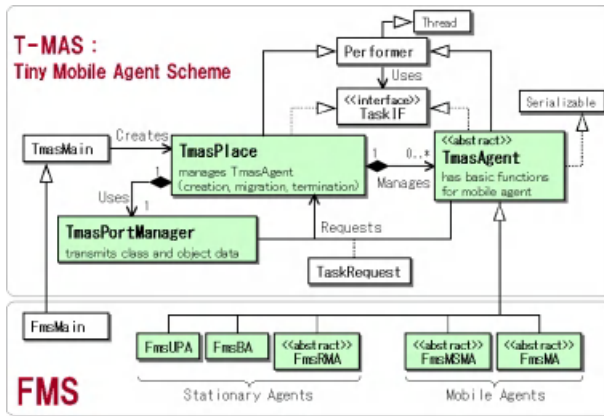 T-MAS :
Tiny Mobile Agent Scheme
Thread
Performer
Uses
<<interface>>
TaskIF
Serializable
TmasMain
Creates
TmasPlace
manages TmasAgent
(creation, migration, termination)
1
1
0..*
Manages
<<abstract>>
TmasAgent
has basic functions
for mobile agent
Uses
1
1
TmasPortManager
transmits class and object data
Requests
TaskRequest
FmsMain
FMS
FmsUPA
FmsBA
<<abstract>>
FmsRMA
<<abstract>>
FmsMSMA
<<abstract>>
FmsMA
Stationary Agents
Mobile Agents